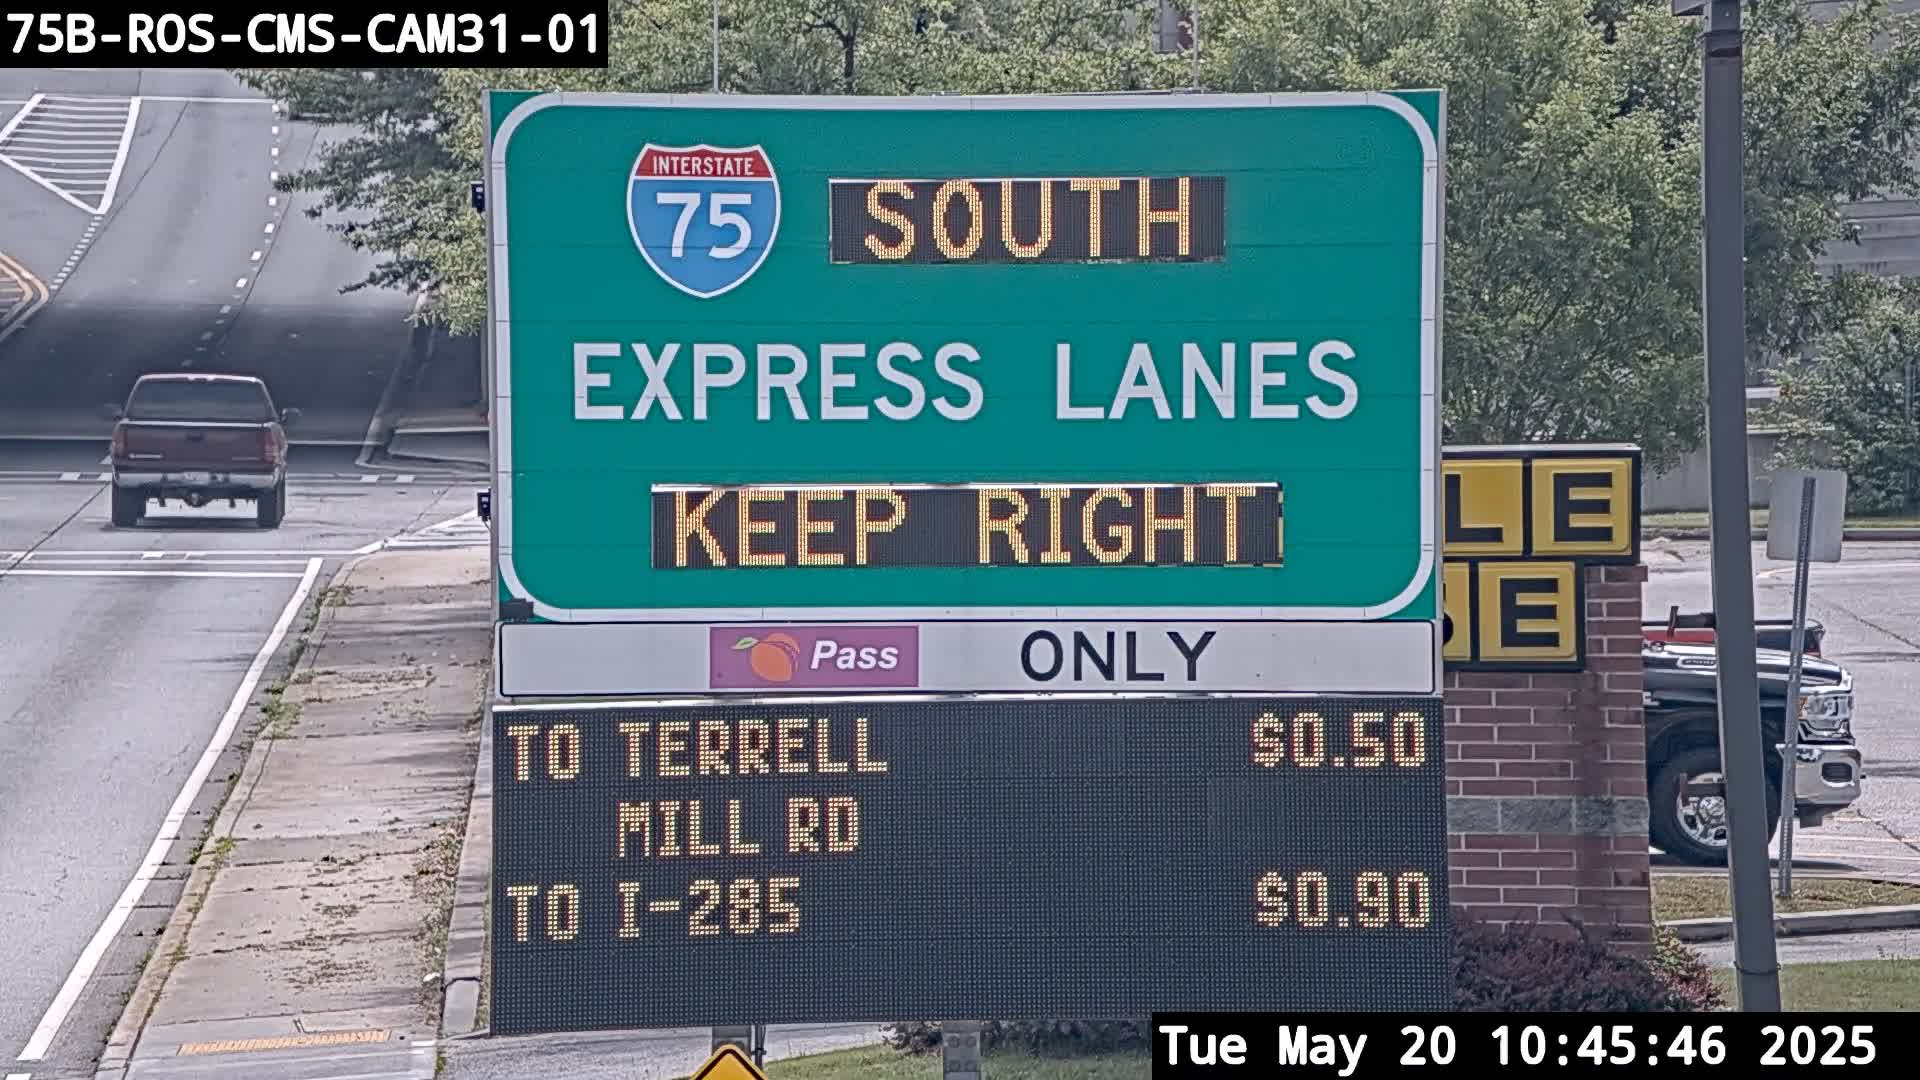 75B-ROS-CMS-CAM31-01
INTERSTATE
75
SOUTH
EXPRESS LANES
KEEP RIGHT
Pass
ONLY
TO TERRELL $0.50
MILL RD
TO I-285 $0.90
LE
E
Tue May 20 10:45:46 2025